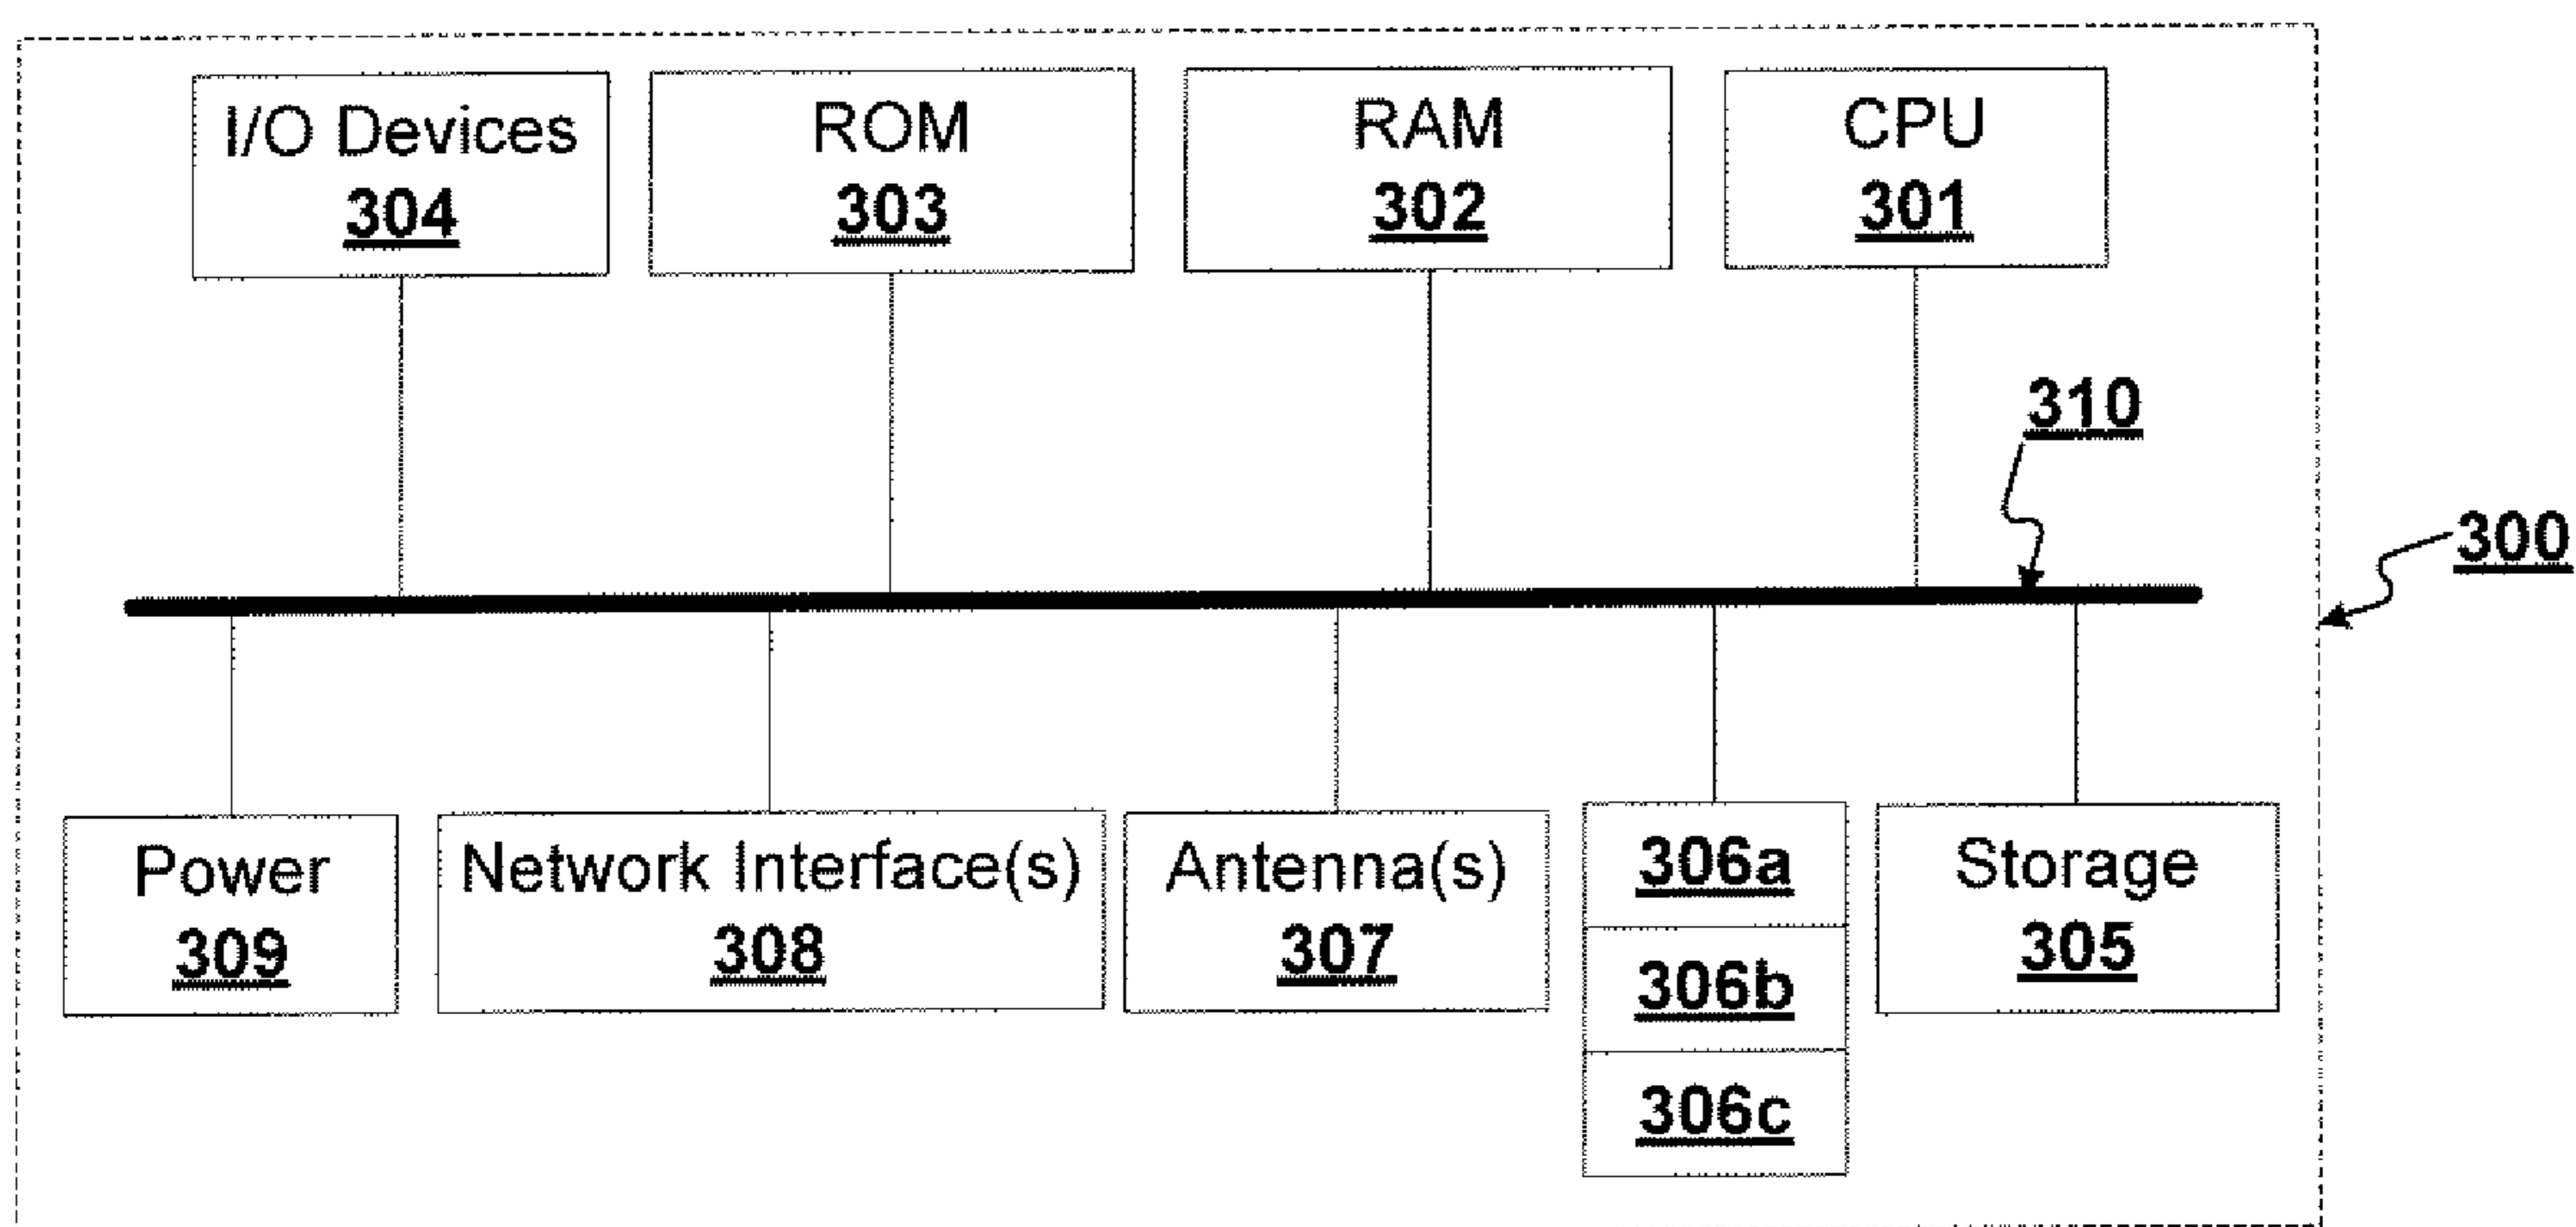 I/O Devices
304
ROM
303
RAM
302
CPU
301
310
300
Power
309
Network Interface(s)
308
Antenna(s)
307
306a
306b
306c
Storage
305